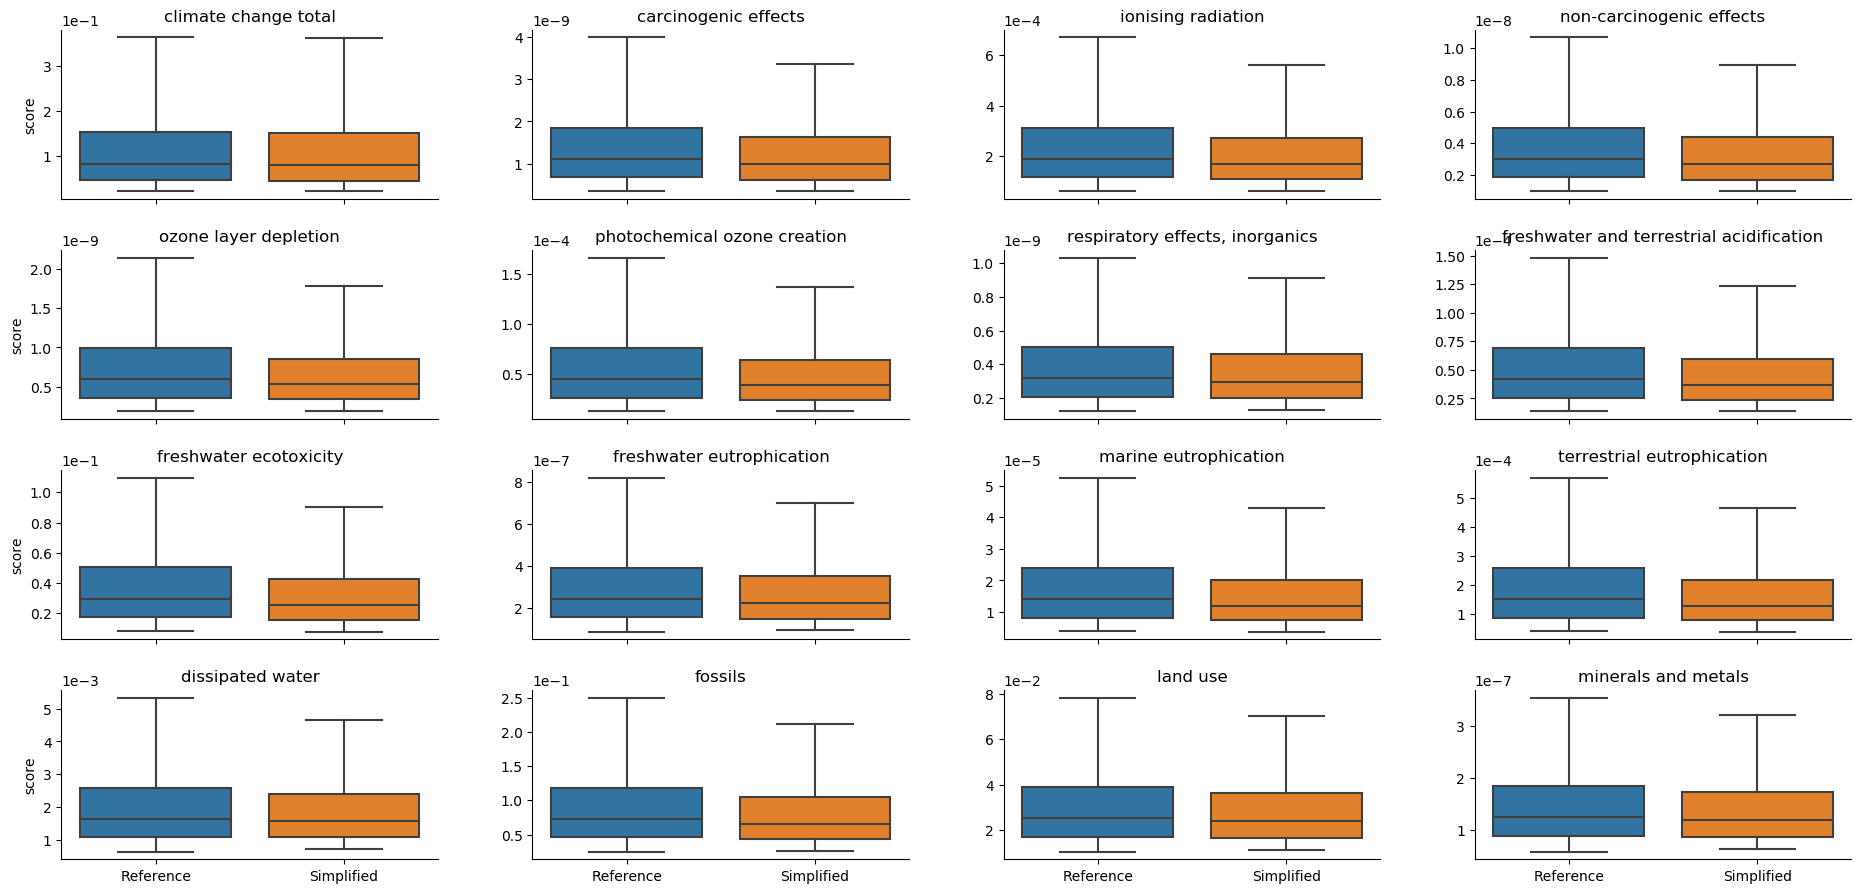 climate change total
1e−1
3
2
1
score
carcinogenic effects
1e−9
4
3
2
1
ionising radiation
1e−4
6
4
2
non-carcinogenic effects
1e−8
1.0
0.8
0.6
0.4
0.2
ozone layer depletion
1e−9
2.0
1.5
1.0
0.5
score
photochemical ozone creation
1e−4
1.5
1.0
0.5
respiratory effects, inorganics
1e−9
1.0
0.8
0.6
0.4
0.2
freshwater and terrestrial acidification
1e−4
1.50
1.25
1.00
0.75
0.50
0.25
freshwater ecotoxicity
1e−1
1.0
0.8
0.6
0.4
0.2
score
freshwater eutrophication
1e−7
8
6
4
2
marine eutrophication
1e−5
5
4
3
2
1
terrestrial eutrophication
1e−4
5
4
3
2
1
dissipated water
1e−3
5
4
3
2
1
score
Reference Simplified
fossils
1e−1
2.5
2.0
1.5
1.0
0.5
Reference Simplified
land use
1e−2
8
6
4
2
Reference Simplified
minerals and metals
1e−7
3
2
1
Reference Simplified